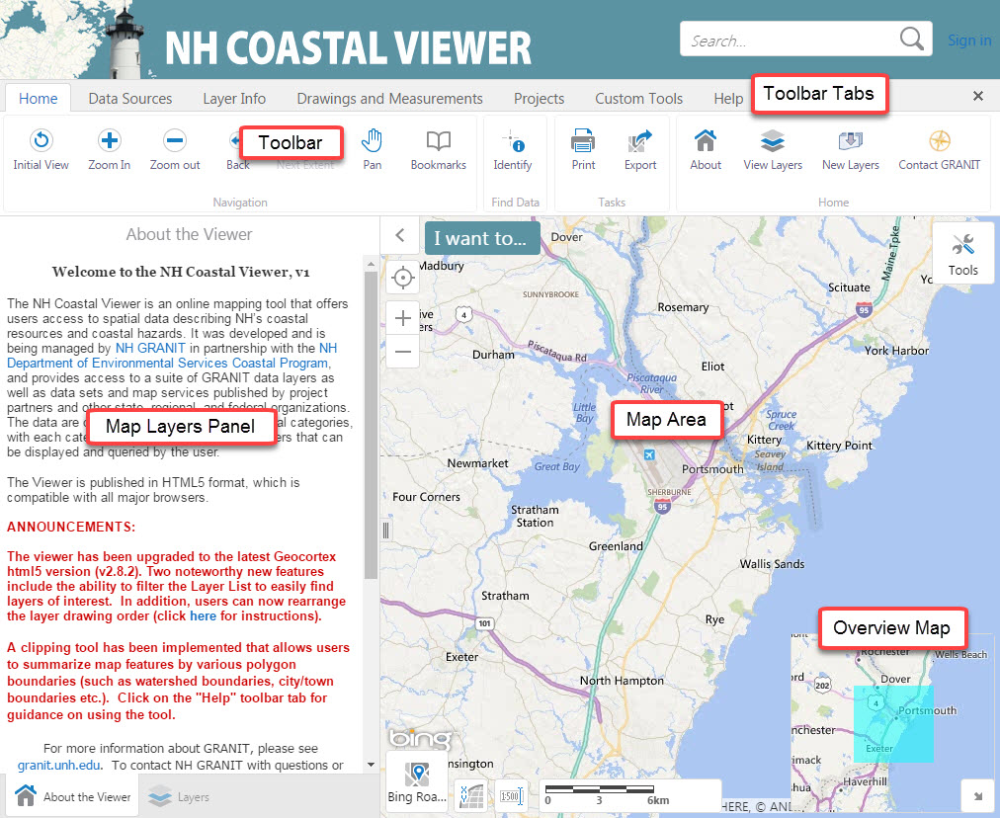 NH COASTAL VIEWER
Search...
Sign in
Home
Data Sources
Layer Info
Drawings and Measurements
Projects
Custom Tools
Help
Toolbar Tabs
Initial View
Zoom In
Zoom out
Back
Toolbar
Next Extent
Pan
Bookmarks
Identify
Print
Export
About
View Layers
New Layers
Contact GRANIT
Navigation
Find Data
Tasks
Home
About the Viewer
Welcome to the NH Coastal Viewer, v1
The NH Coastal Viewer is an online mapping tool that offers
users access to spatial data describing NH's coastal
resources and coastal hazards. It was developed and is
being managed by NH GRANIT in partnership with the NH
Department of Environmental Services Coastal Program,
and provides access to a suite of GRANIT data layers as
well as data sets and map services published by project
partners and other state, regional, and federal organizations.
The data are categories,
with each that can
be displayed and queried by the user.
Map Layers Panel
The Viewer is published in HTML5 format, which is
compatible with all major browsers.
ANNOUNCEMENTS:
The viewer has been upgraded to the latest Geocortex
html5 version (v2.8.2). Two noteworthy new features
include the ability to filter the Layer List to easily find
layers of interest. In addition, users can now rearrange
the layer drawing order (click here for instructions).
A clipping tool has been implemented that allows users
to summarize map features by various polygon
boundaries (such as watershed boundaries, city/town
boundaries etc.). Click on the "Help" toolbar tab for
guidance on using the tool.
For more information about GRANIT, please see
granit.unh.edu. To contact NH GRANIT with questions or
About the Viewer
Layers
I want to...
Tools
Dover
Madbury
SUNNYBROOKE
Maine Tpke
Scituate
95
Rosemary
4
York Harbor
Durham
Piscataqua Rd
Eliot
Piscataqua
River
Little
Bay
Map Area
Spruce
Creek
Kittery
Kittery Point
Seavey
Island
Newmarket
Great Bay
Portsmouth
SHERBURNE
95
Four Corners
Stratham
Station
Greenland
Wallis Sands
Stratham
Rye
101
Exeter
North Hampton
bing
Bing Roa...
1:500
0
3
6km
HERE, © AND...
Overview Map
Rochester
Wells Beach
202
Dover
4
Portsmouth
Exeter
Haverhill